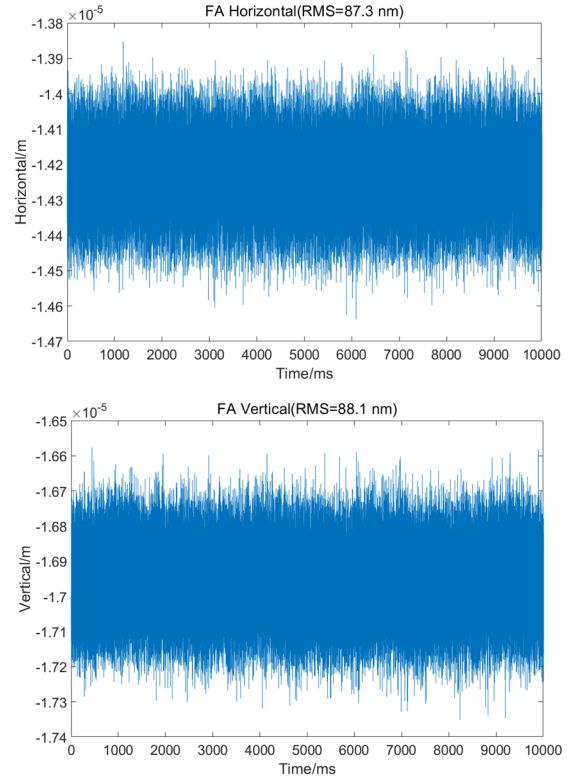 FA Horizontal(RMS=87.3 nm)
×10-5
-1.38
-1.39
-1.4
-1.41
-1.42
-1.43
-1.44
-1.45
-1.46
-1.47
Horizontal/m
0 1000 2000 3000 4000 5000 6000 7000 8000 9000 10000
Time/ms
FA Vertical(RMS=88.1 nm)
×10-5
-1.65
-1.66
-1.67
-1.68
-1.69
-1.7
-1.71
-1.72
-1.73
-1.74
Vertical/m
0 1000 2000 3000 4000 5000 6000 7000 8000 9000 10000
Time/ms